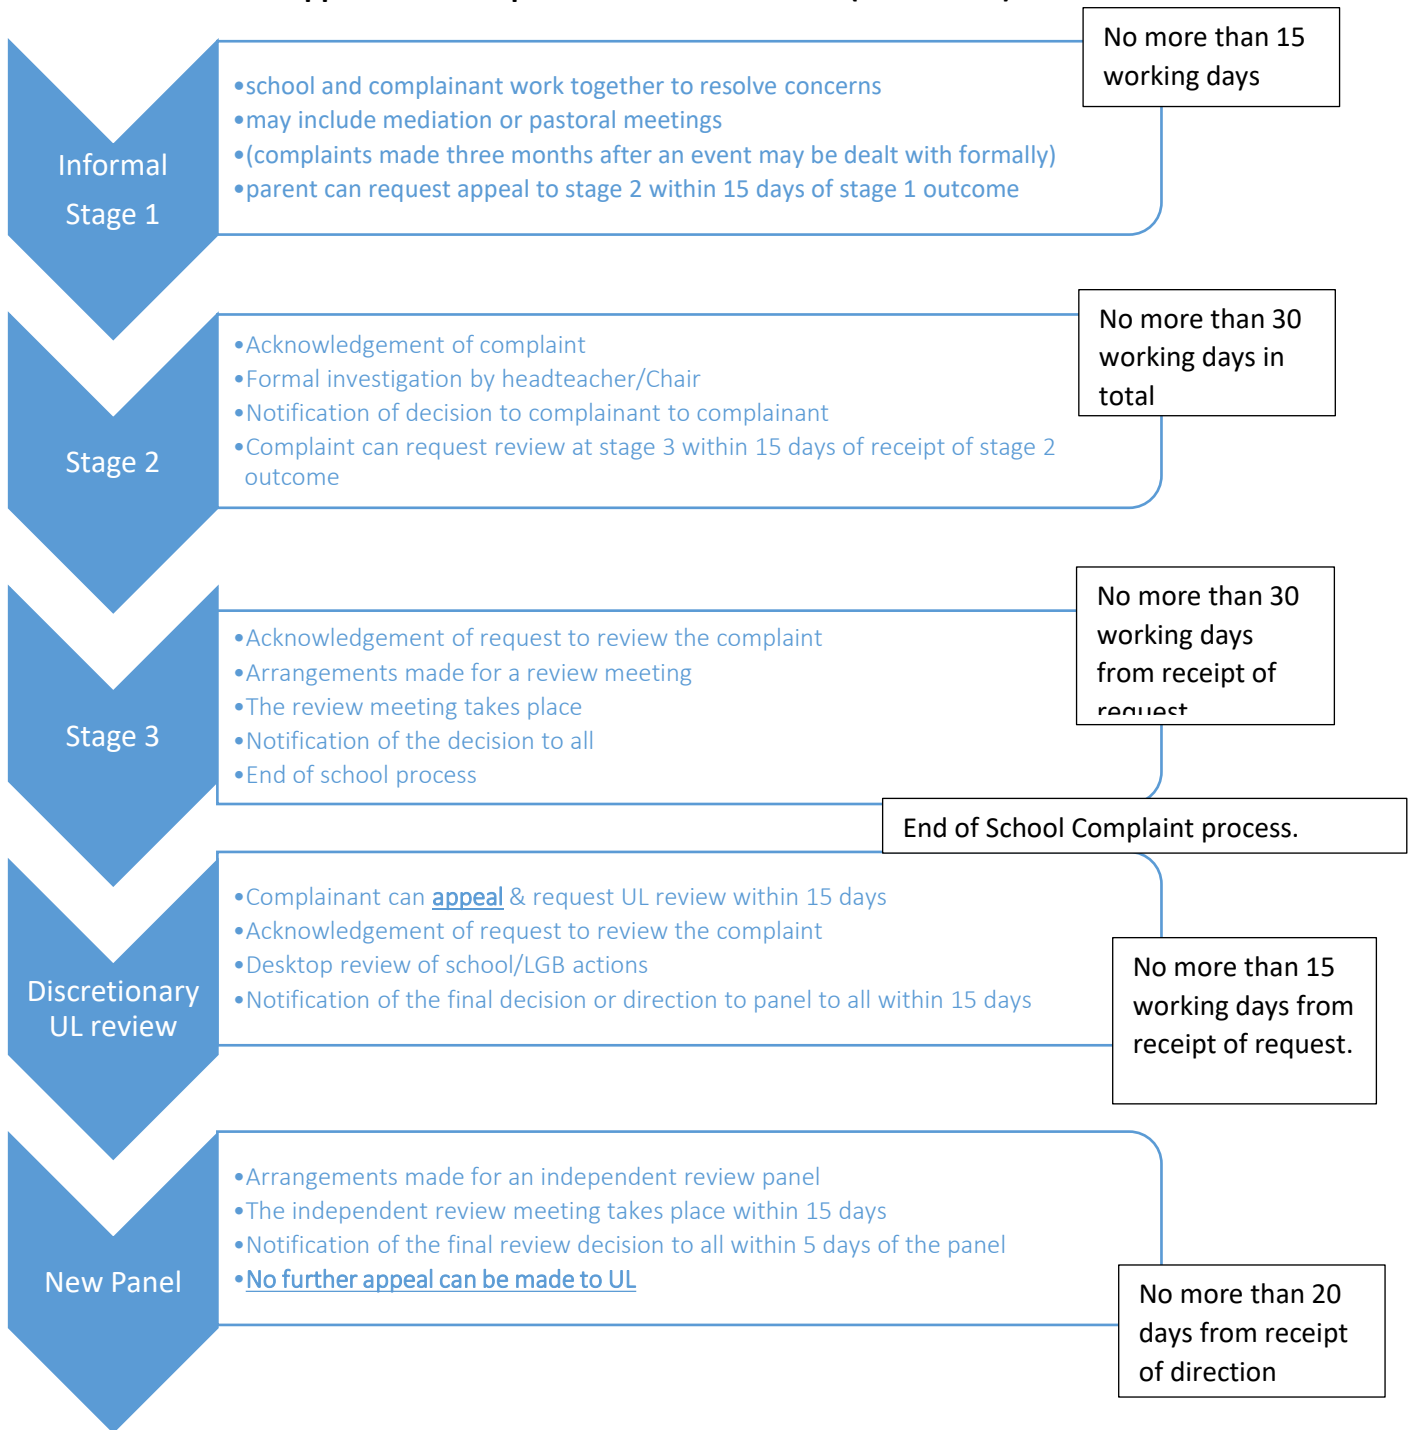 No more than 15
working days
Informal
Stage 1
•school and complainant work together to resolve concerns
•may include mediation or pastoral meetings
•(complaints made three months after an event may be dealt with formally)
•parent can request appeal to stage 2 within 15 days of stage 1 outcome
No more than 30
working days in
total
Stage 2
•Acknowledgement of complaint
•Formal investigation by headteacher/Chair
•Notification of decision to complainant to complainant
•Complaint can request review at stage 3 within 15 days of receipt of stage 2
outcome
No more than 30
working days
from receipt of
request
Stage 3
•Acknowledgement of request to review the complaint
•Arrangements made for a review meeting
•The review meeting takes place
•Notification of the decision to all
•End of school process
End of School Complaint process.
Discretionary
UL review
•Complainant can appeal & request UL review within 15 days
•Acknowledgement of request to review the complaint
•Desktop review of school/LGB actions
•Notification of the final decision or direction to panel to all within 15 days
No more than 15
working days from
receipt of request.
New Panel
•Arrangements made for an independent review panel
•The independent review meeting takes place within 15 days
•Notification of the final review decision to all within 5 days of the panel
•No further appeal can be made to UL
No more than 20
days from receipt
of direction